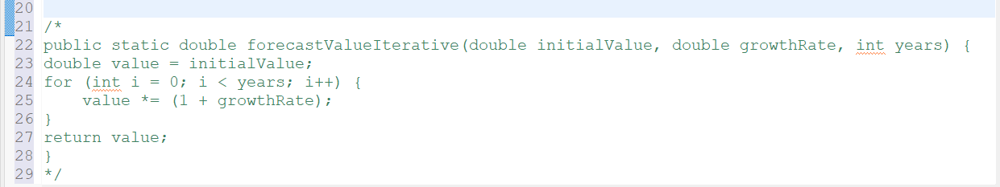 20
21 /*
22 public static double forecastValueIterative(double initialValue, double growthRate, int years) {
23 double value = initialValue;
24 for (int i = 0; i < years; i++) {
25     value *= (1 + growthRate);
26 }
27 return value;
28 }
29 */